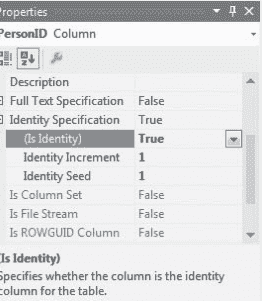 Properties
PersonID Column
Description
Full Text Specification False
Identity Specification True
(Is Identity) True
Identity Increment 1
Identity Seed 1
Is Column Set False
Is File Stream False
Is ROWGUID Column False
(Is Identity)
Specifies whether the column is the identity
column for the table.